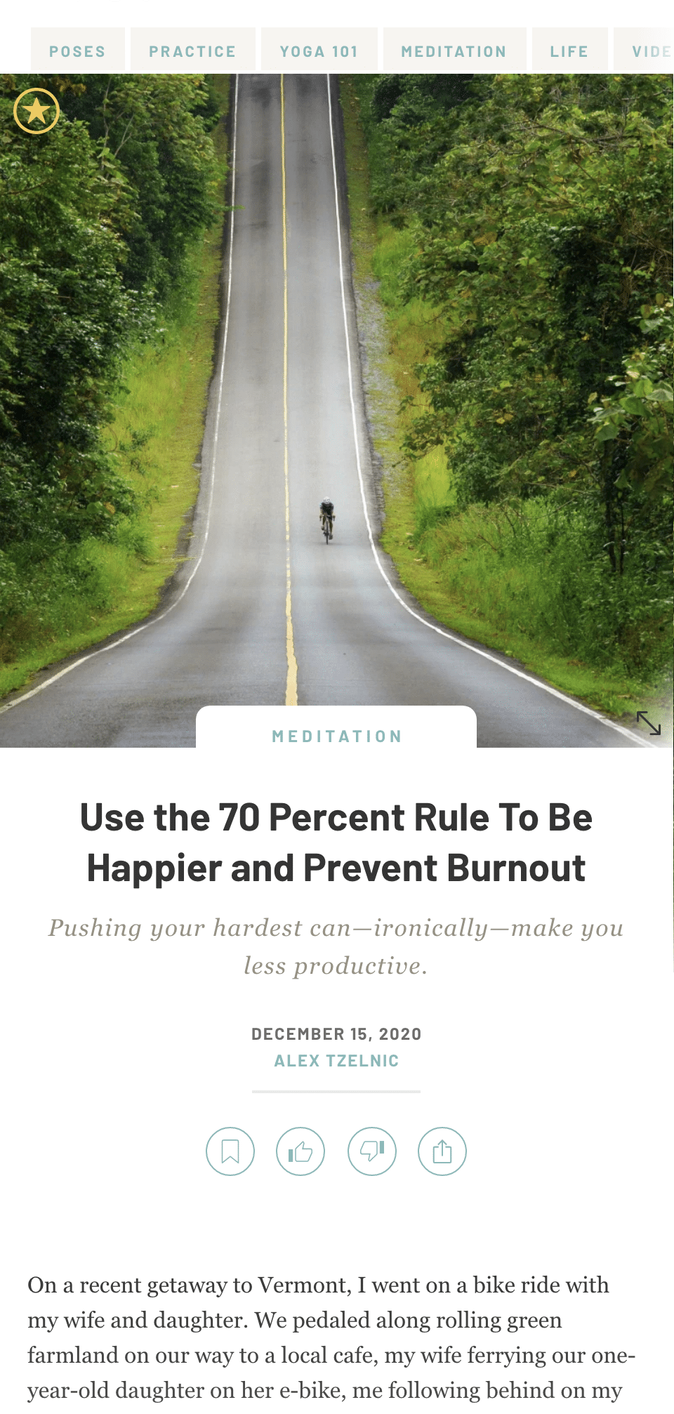 POSES
PRACTICE
YOGA 101
MEDITATION
LIFE
VIDE
MEDITATION
Use the 70 Percent Rule To Be
Happier and Prevent Burnout
Pushing your hardest can—ironically—make you
less productive.
DECEMBER 15, 2020
ALEX TZELNIC
On a recent getaway to Vermont, I went on a bike ride with
my wife and daughter. We pedaled along rolling green
farmland on our way to a local cafe, my wife ferrying our one-
year-old daughter on her e-bike, me following behind on my